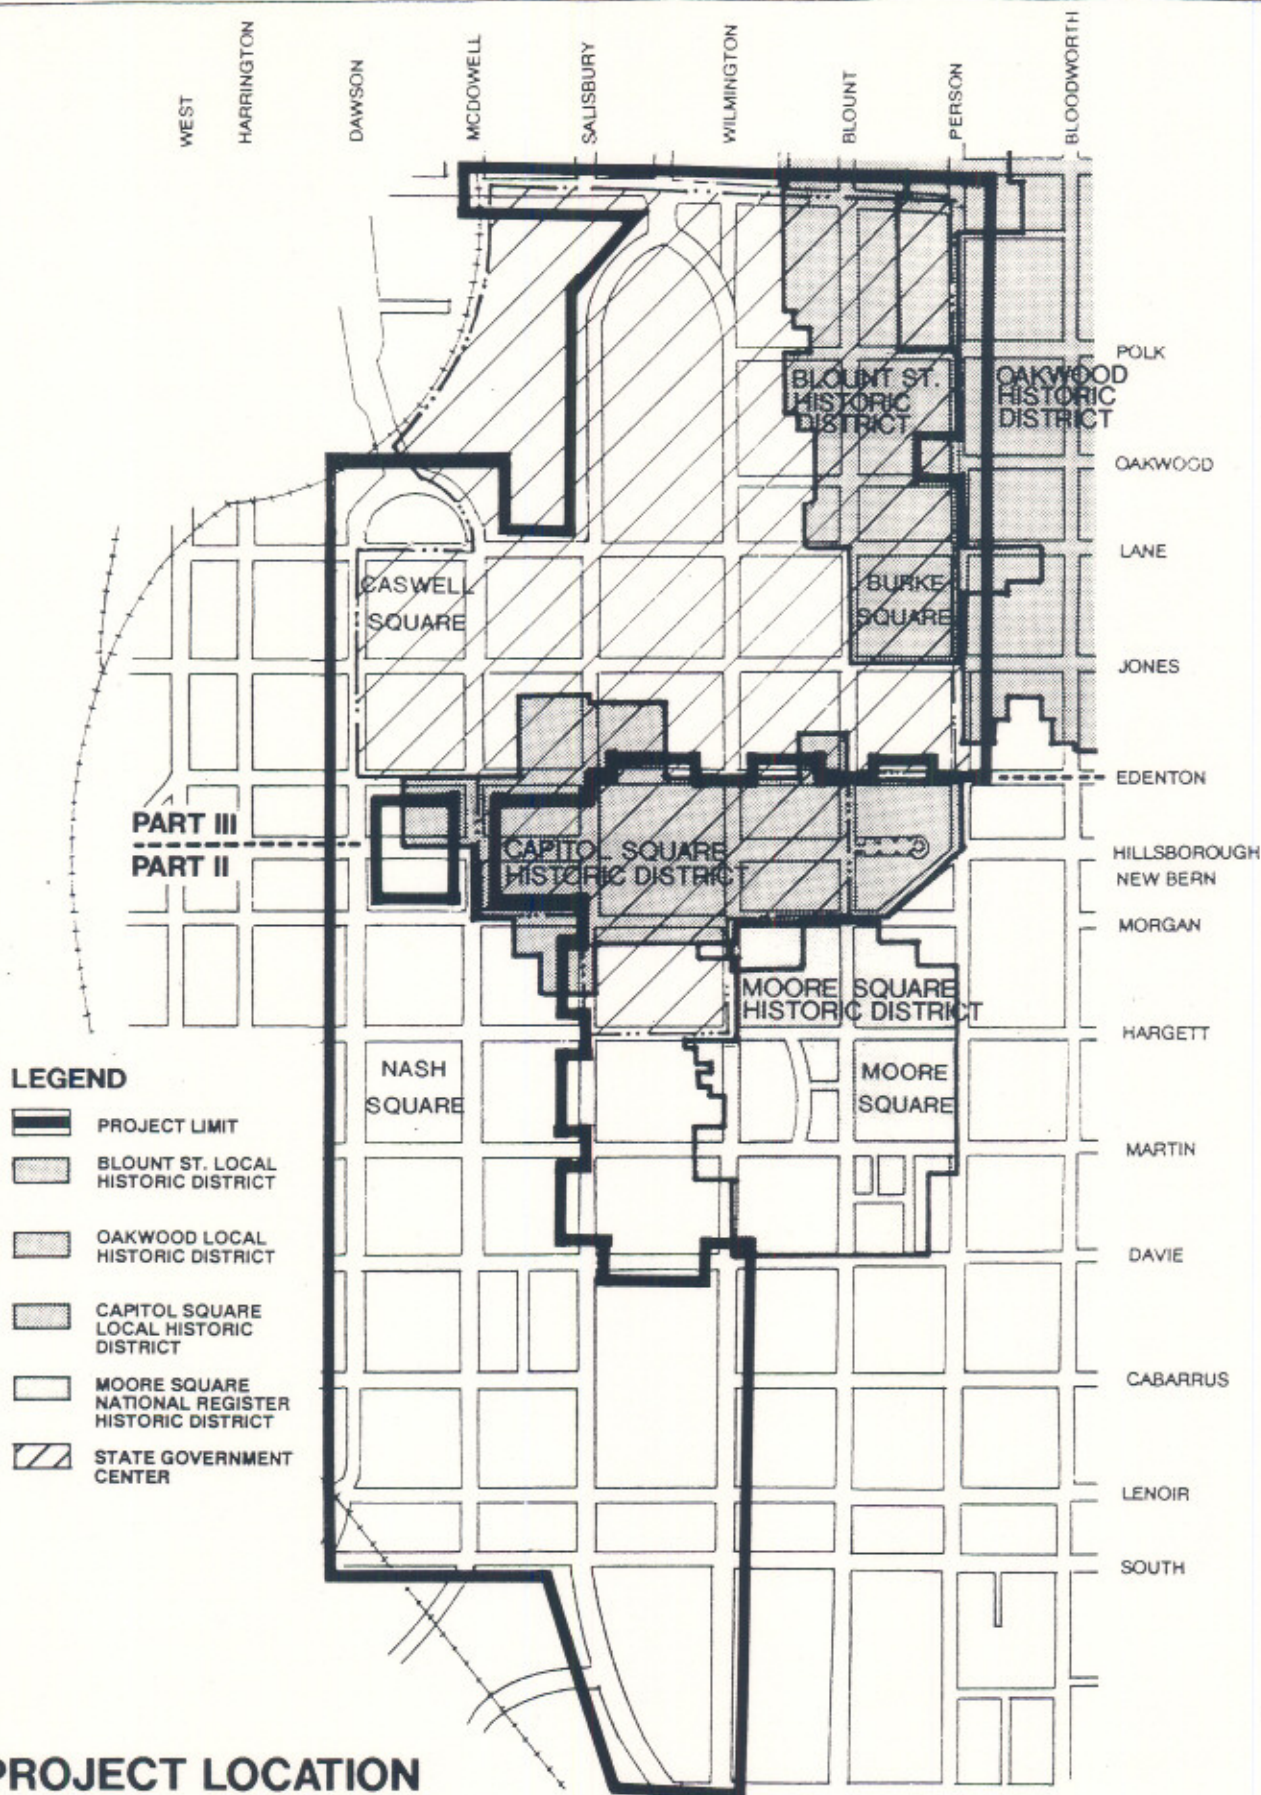 WEST
HARRINGTON
DAWSON
MCDOWELL
SALISBURY
WILMINGTON
BLOUNT
PERSON
BLOODWORTH
POLK
BLOUNT ST.
HISTORIC
DISTRICT
OAKWOOD
HISTORIC
DISTRICT
OAKWOOD
LANE
CASWELL
SQUARE
BURKE
SQUARE
JONES
EDENTON
PART III
PART II
CAPITOL SQUARE
HISTORIC DISTRICT
HILLSBOROUGH
NEW BERN
MORGAN
MOORE SQUARE
HISTORIC DISTRICT
HARGETT
NASH
SQUARE
MOORE
SQUARE
MARTIN
DAVIE
CABARRUS
LENOIR
SOUTH
LEGEND
PROJECT LIMIT
BLOUNT ST. LOCAL
HISTORIC DISTRICT
OAKWOOD LOCAL
HISTORIC DISTRICT
CAPITOL SQUARE
LOCAL HISTORIC
DISTRICT
MOORE SQUARE
NATIONAL REGISTER
HISTORIC DISTRICT
STATE GOVERNMENT
CENTER
PROJECT LOCATION